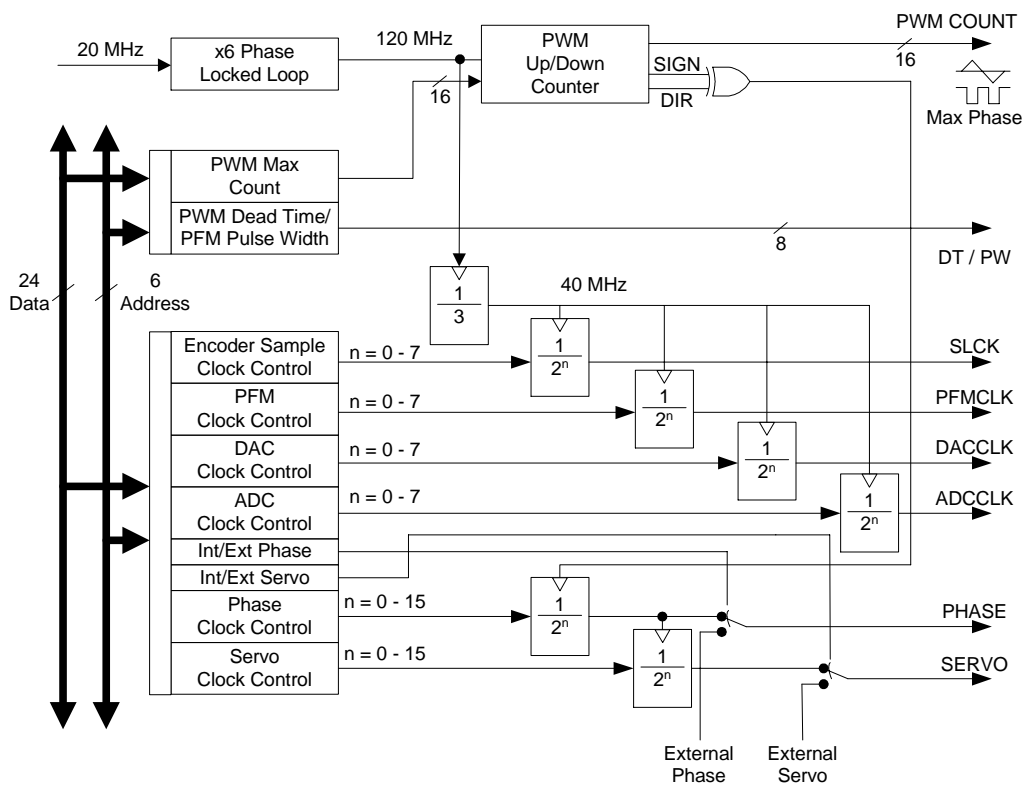 20 MHz
x6 Phase
Locked Loop
120 MHz
16
PWM
Up/Down
Counter
SIGN
DIR
PWM COUNT
16
Max Phase
PWM Max
Count
PWM Dead Time/
PFM Pulse Width
8
DT / PW
24
Data
6
Address
1
3
40 MHz
Encoder Sample
Clock Control
n = 0 - 7
1
2ⁿ
SLCK
PFM
Clock Control
n = 0 - 7
1
2ⁿ
PFMCLK
DAC
Clock Control
n = 0 - 7
1
2ⁿ
DACCLK
ADC
Clock Control
n = 0 - 7
1
2ⁿ
ADCCLK
Int/Ext Phase
Int/Ext Servo
Phase
Clock Control
n = 0 - 15
1
2ⁿ
PHASE
Servo
Clock Control
n = 0 - 15
1
2ⁿ
SERVO
External
Phase
External
Servo